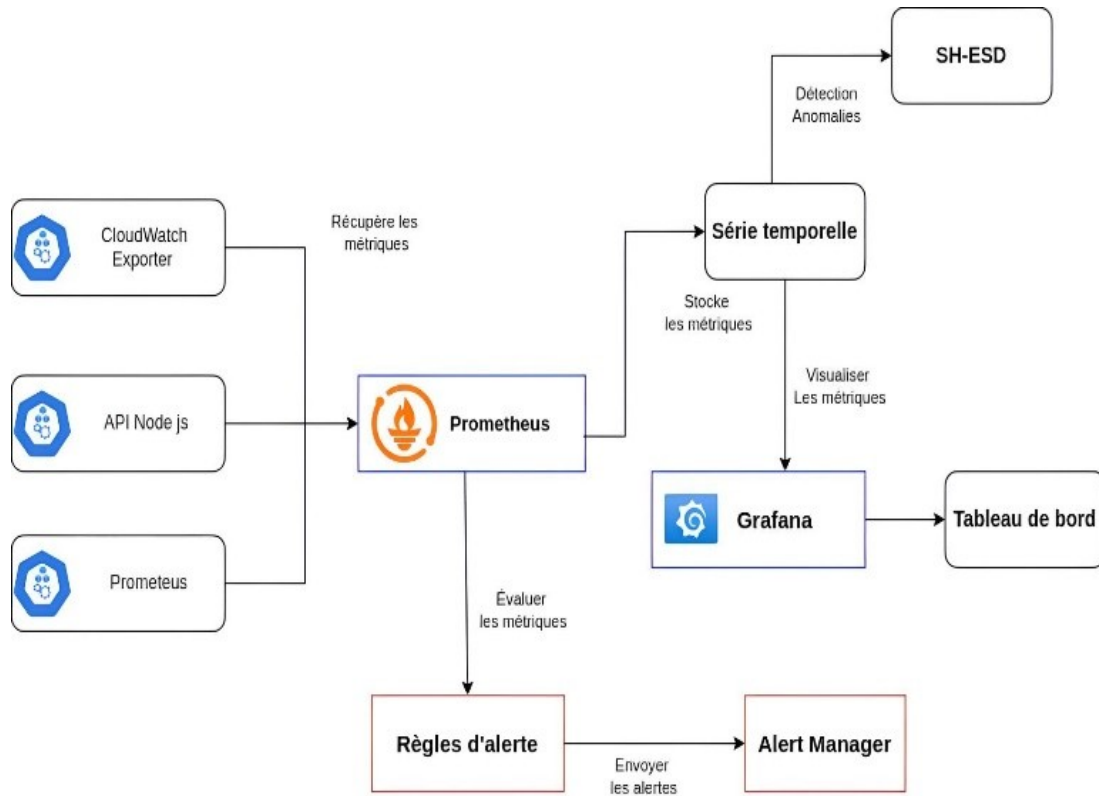 SH-ESD
Détection
Anomalies
CloudWatch
Exporter
Récupère les
métriques
Série temporelle
Stocke
les métriques
API Node js
Prometheus
Visualiser
Les métriques
Grafana
Tableau de bord
Prometeus
Évaluer
les métriques
Règles d'alerte
Envoyer
les alertes
Alert Manager